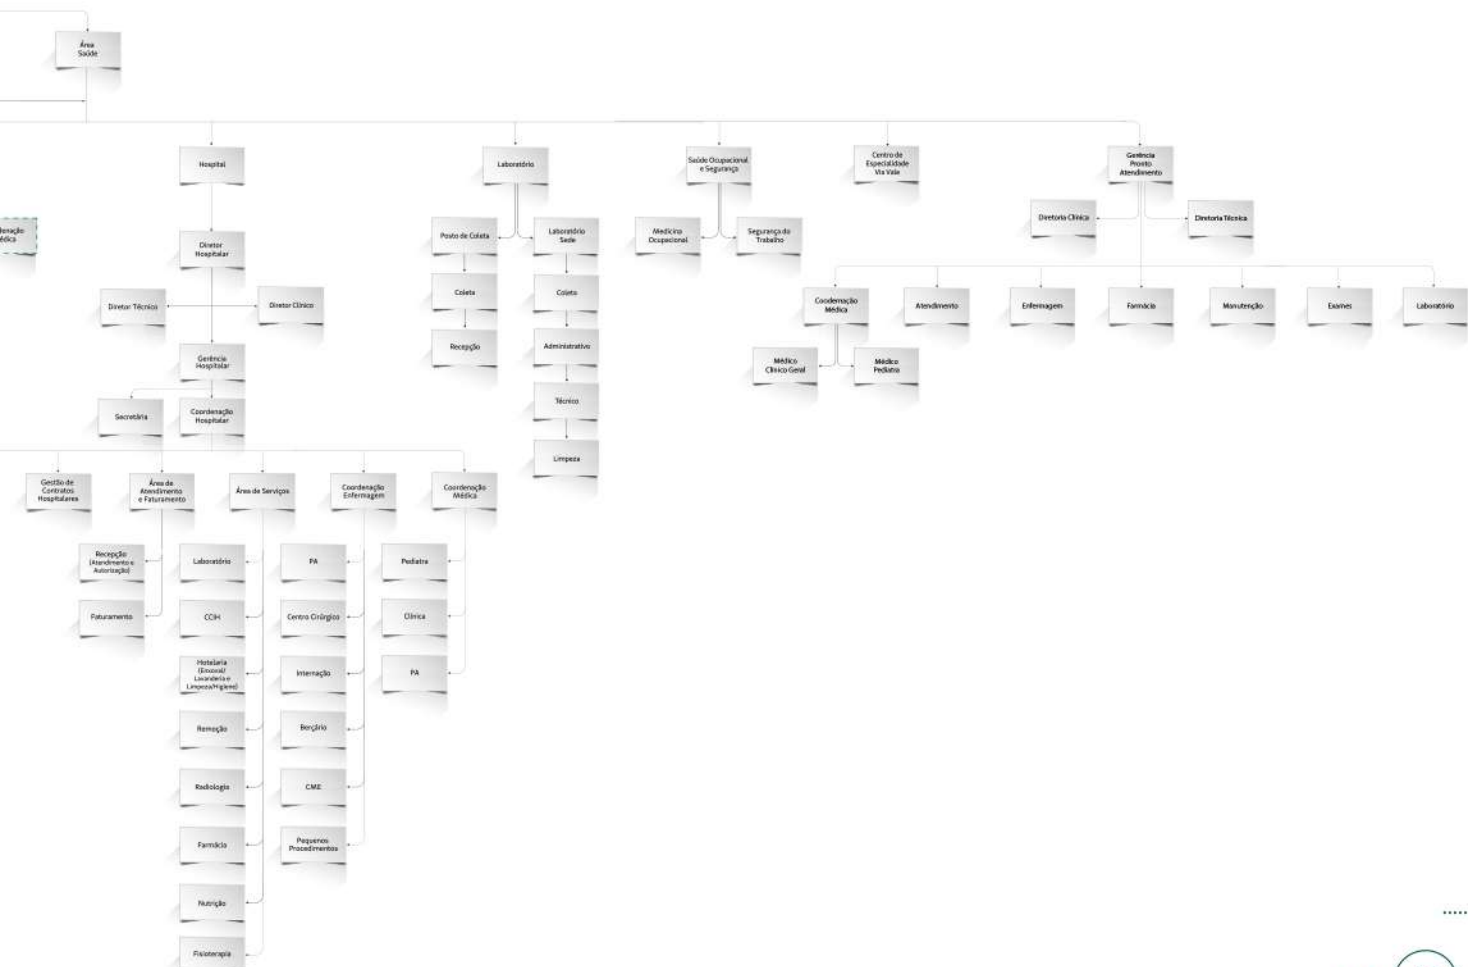 Área
Saúde
Hospital
Laboratório
Saúde Ocupacional
e Segurança
Centro de
Especialidade
Via Vale
Gerência
Pronto
Atendimento
Diretoria Clínica
Diretoria Técnica
Posto de Coleta
Laboratório
Sede
Medicina
Ocupacional
Segurança do
Trabalho
Diretor
Hospitalar
Coleta
Coleta
Diretor Técnico
Diretor Clínico
Coodernação
Médica
Atendimento
Enfermagem
Farmácia
Manutenção
Exames
Laboratório
Recepção
Administrativo
Gerência
Hospitalar
Médico
Clínico Geral
Médico
Pediatra
Secretária
Coordenação
Hospitalar
Técnico
Limpeza
Gestão de
Contratos
Hospitalares
Área de
Atendimento
e Faturamento
Área de Serviços
Coordenação
Enfermagem
Coordenação
Médica
Recepção
(Atendimento e
Autorização)
Laboratório
PA
Pediatra
Faturamento
CCIH
Centro Cirúrgico
Clínica
Hotelaria
(Enxoval/
Lavanderia e
Limpeza/Higiene)
Internação
PA
Remoção
Berçário
Radiologia
CME
Farmácia
Pequenos
Procedimentos
Nutrição
Fisioterapia